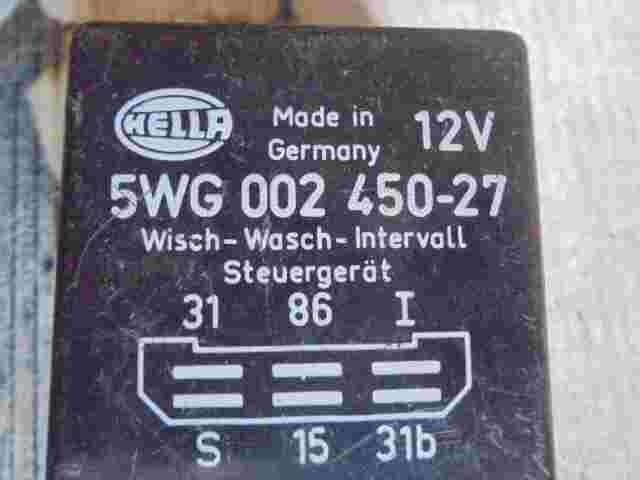 HELLA
Made in
Germany
12V
5WG 002 450-27
Wisch-Wasch-Intervall
Steuergerät
31 86 I
S 15 31b